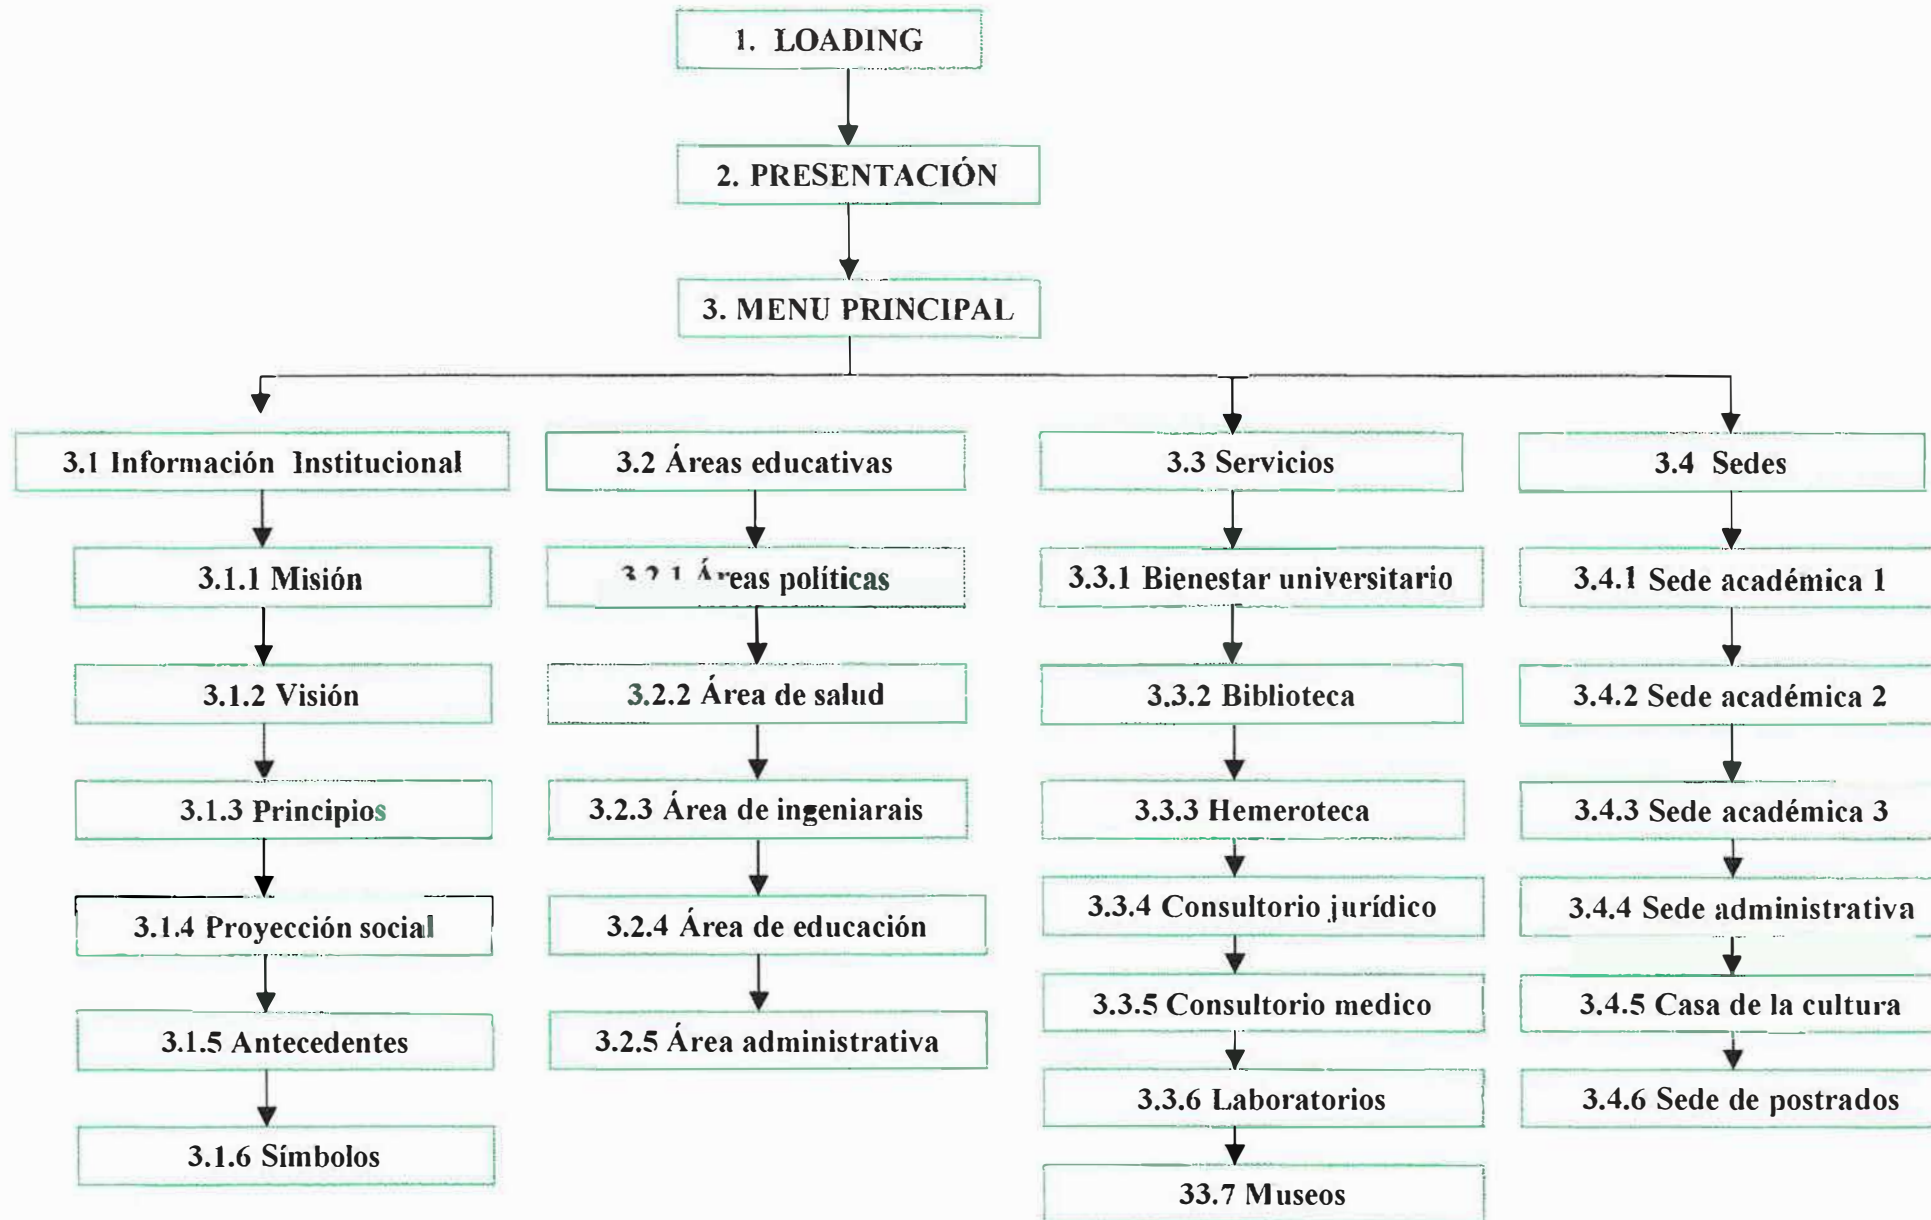 1. LOADING
2. PRESENTACIÓN
3. MENU PRINCIPAL
3.1 Información Institucional
3.1.1 Misión
3.1.2 Visión
3.1.3 Principios
3.1.4 Proyección social
3.1.5 Antecedentes
3.1.6 Símbolos
3.2 Áreas educativas
3.2.1 Áreas políticas
3.2.2 Área de salud
3.2.3 Área de ingeniarais
3.2.4 Área de educación
3.2.5 Área administrativa
3.3 Servicios
3.3.1 Bienestar universitario
3.3.2 Biblioteca
3.3.3 Hemeroteca
3.3.4 Consultorio jurídico
3.3.5 Consultorio medico
3.3.6 Laboratorios
33.7 Museos
3.4 Sedes
3.4.1 Sede académica 1
3.4.2 Sede académica 2
3.4.3 Sede académica 3
3.4.4 Sede administrativa
3.4.5 Casa de la cultura
3.4.6 Sede de postrados